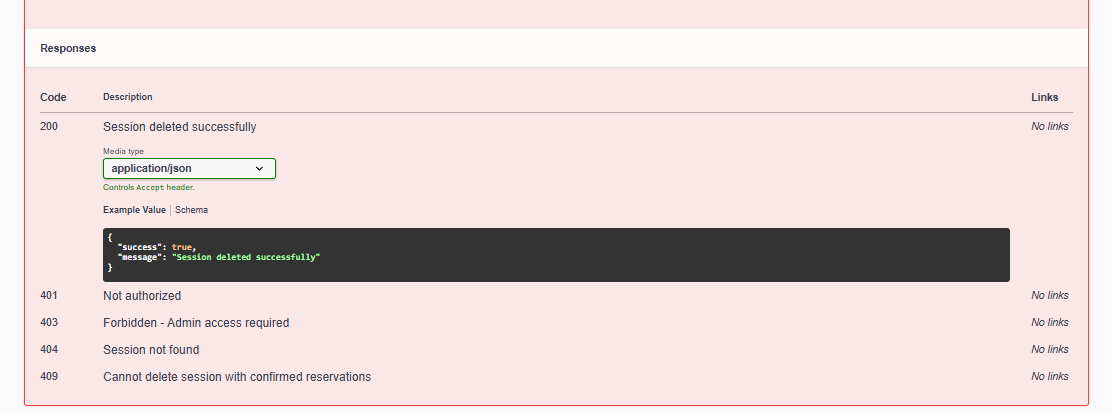 Responses
Code Description Links
200 Session deleted successfully No links
Media type
application/json
Controls Accept header.
Example Value | Schema
{
  "success": true,
  "message": "Session deleted successfully"
}
401 Not authorized No links
403 Forbidden - Admin access required No links
404 Session not found No links
409 Cannot delete session with confirmed reservations No links